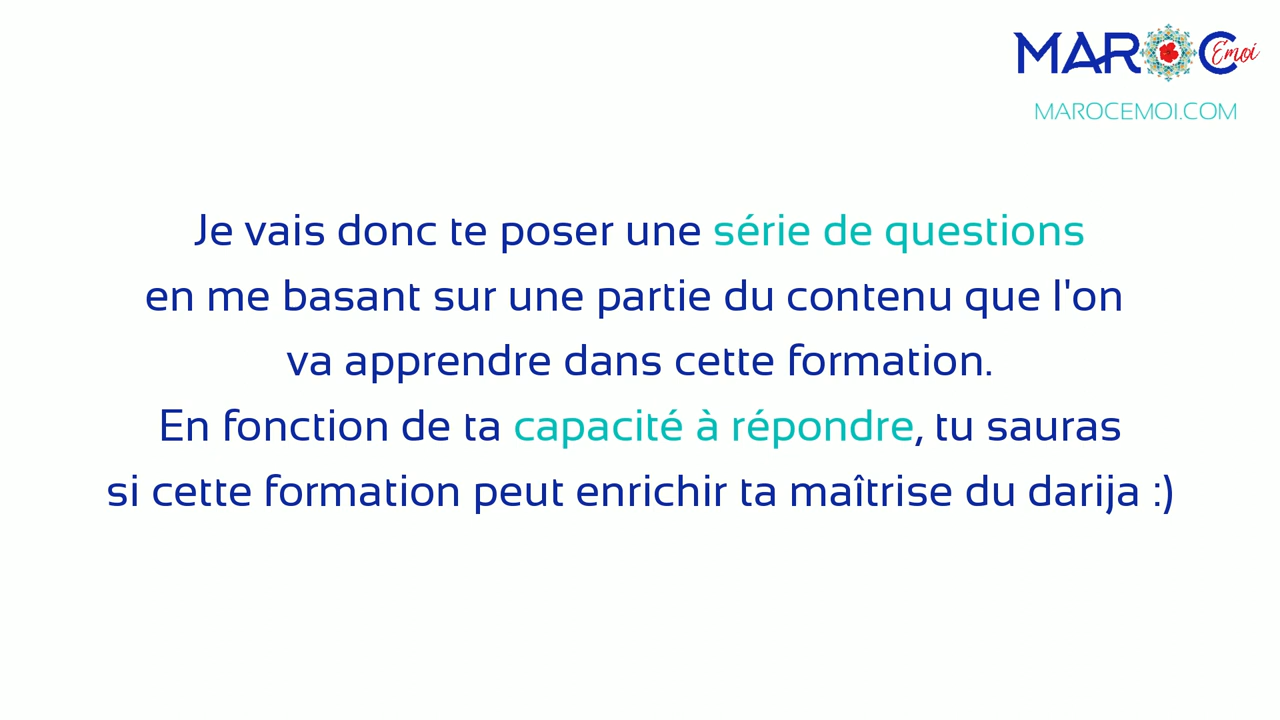 MAROC Emoi
MAROCEMOI.COM
Je vais donc te poser une série de questions
en me basant sur une partie du contenu que l'on
va apprendre dans cette formation.
En fonction de ta capacité à répondre, tu sauras
si cette formation peut enrichir ta maîtrise du darija :)